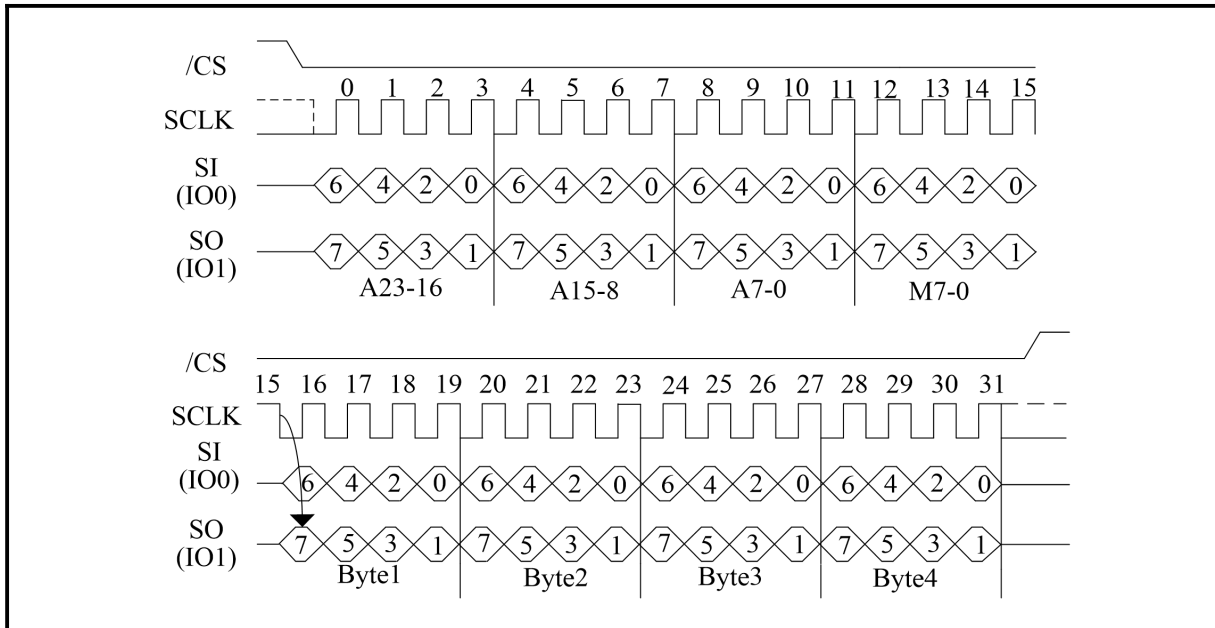 /CS
0 1 2 3 4 5 6 7 8 9 10 11 12 13 14 15
SCLK
SI
(IO0)
6 4 2 0 6 4 2 0 6 4 2 0 6 4 2 0
SO
(IO1)
7 5 3 1 7 5 3 1 7 5 3 1 7 5 3 1
A23-16 A15-8 A7-0 M7-0
/CS
15 16 17 18 19 20 21 22 23 24 25 26 27 28 29 30 31
SCLK
SI
(IO0)
6 4 2 0 6 4 2 0 6 4 2 0 6 4 2 0
SO
(IO1)
7 5 3 1 7 5 3 1 7 5 3 1 7 5 3 1
Byte1 Byte2 Byte3 Byte4